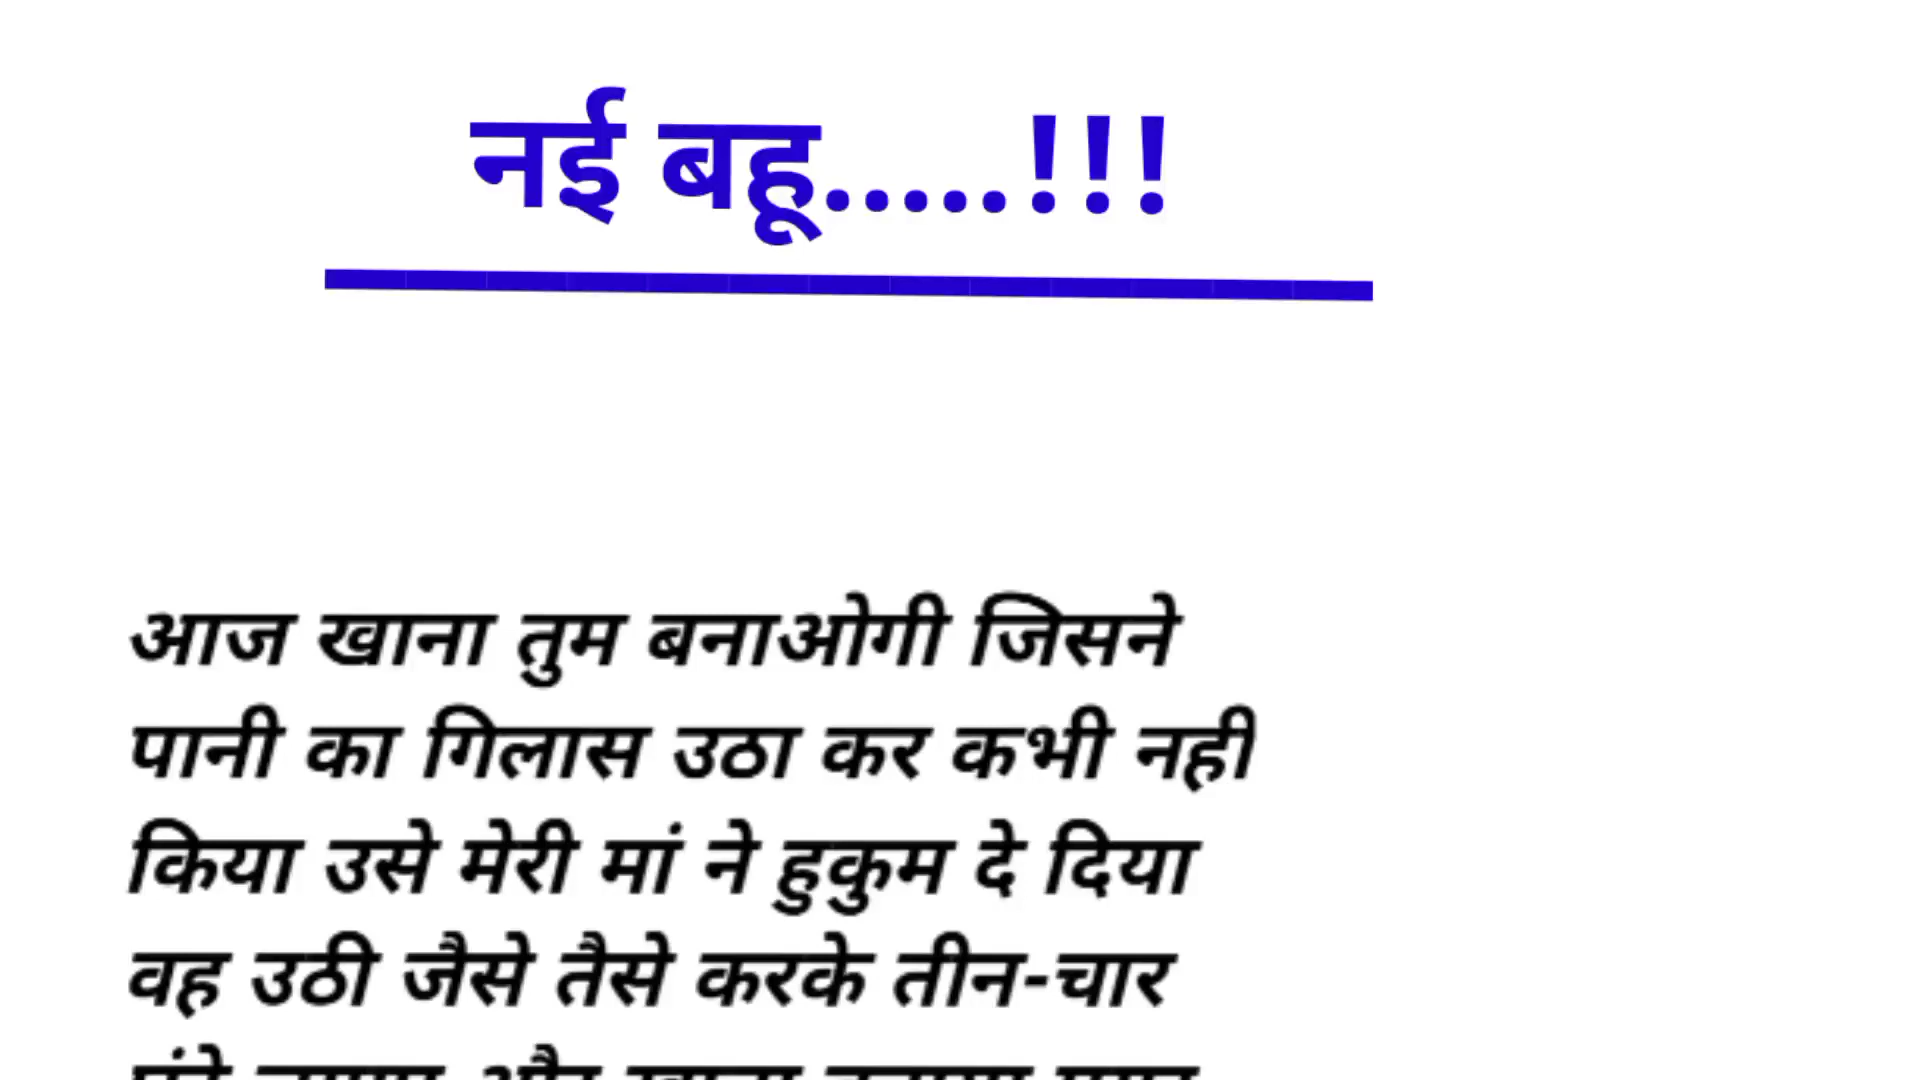 नई बहू.....!!!
आज खाना तुम बनाओगी जिसने
पानी का गिलास उठा कर कभी नही
किया उसे मेरी मां ने हुकुम दे दिया
वह उठी जैसे तैसे करके तीन-चार